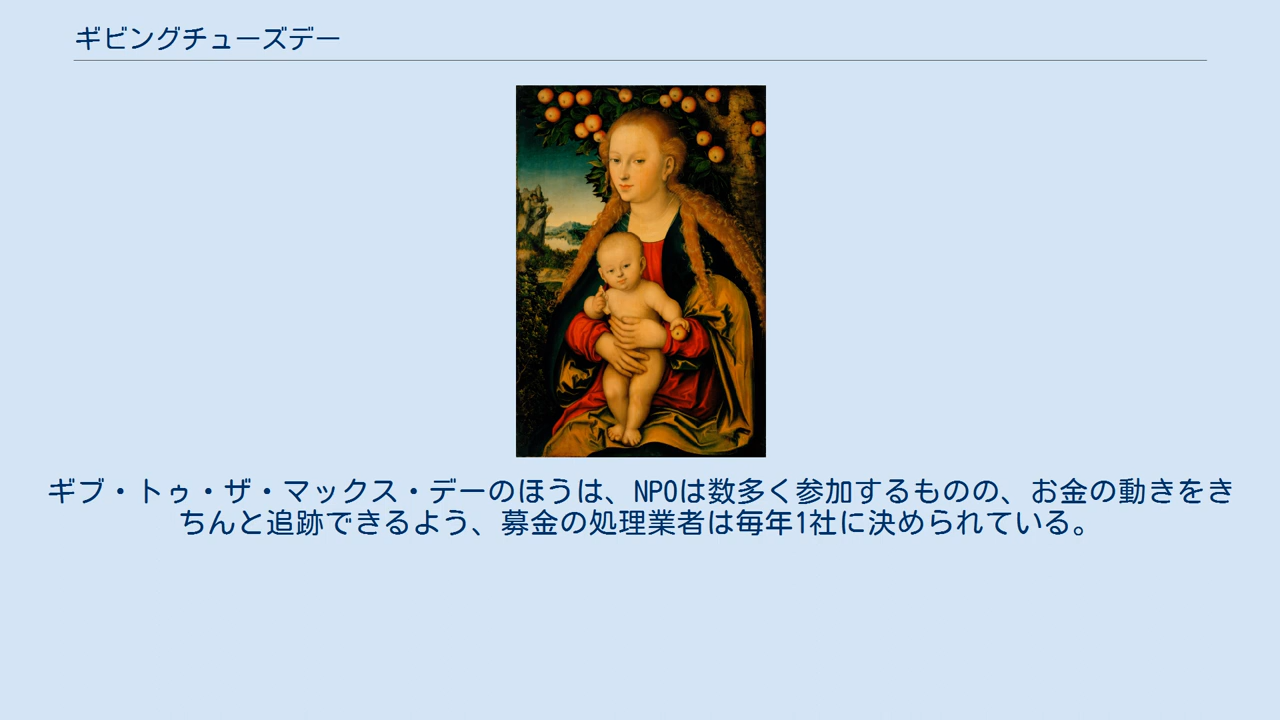 ギビングチューズデー
ギブ・トゥ・ザ・マックス・デーのほうは、NPOは数多く参加するものの、お金の動きをき
ちんと追跡できるよう、募金の処理業者は毎年1社に決められている。